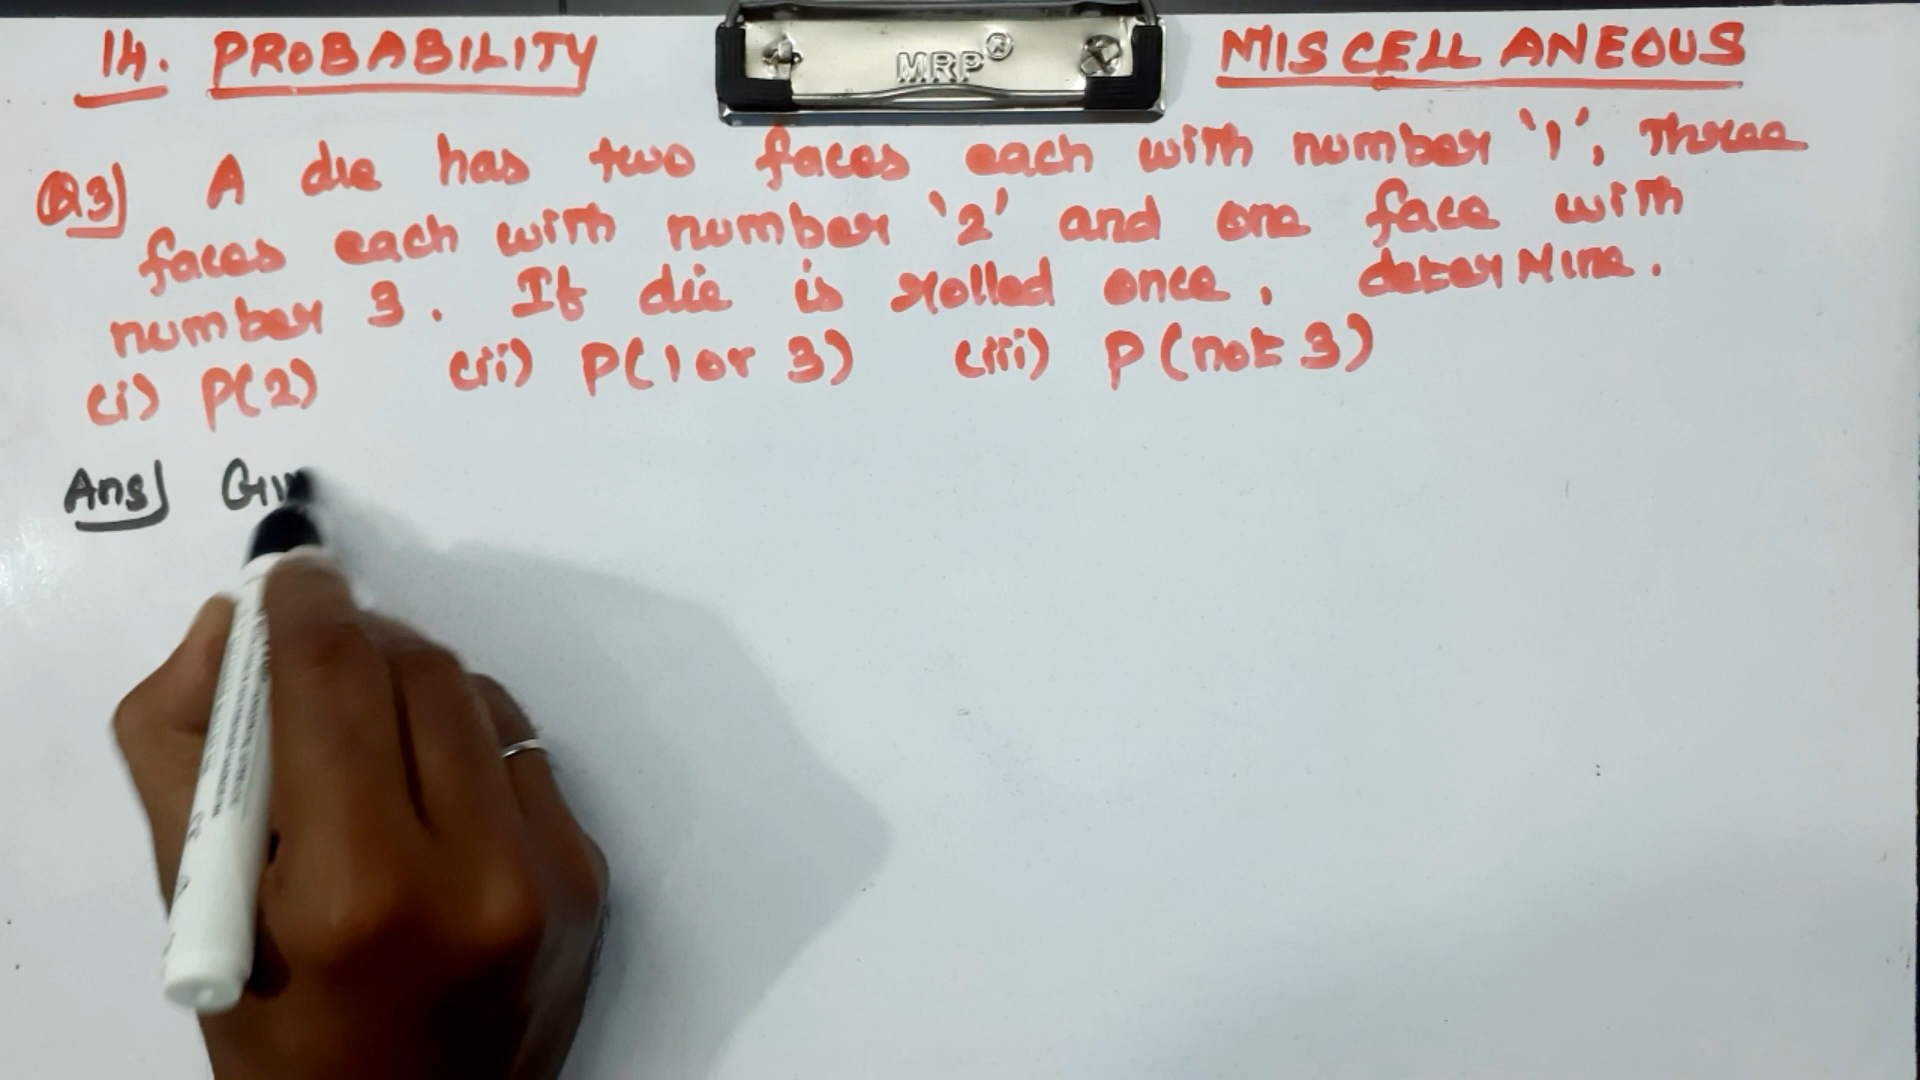 14. PROBABILITY MISCELLANEOUS
MRP®
Q3) A die has two faces each with number '1', Three
faces each with number '2' and one face with
number 3. If die is rolled once, determine.
(i) P(2) (ii) P(1 or 3) (iii) P(not 3)
Ans) Giv